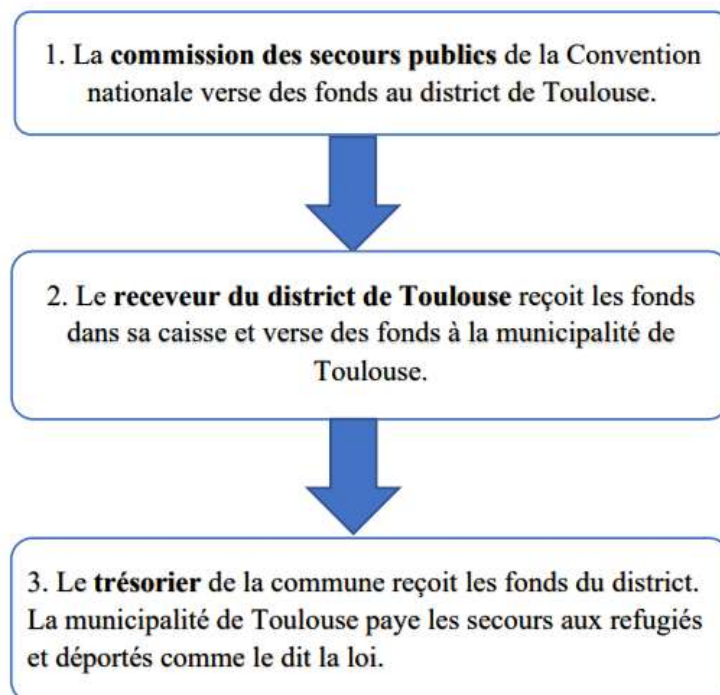 1. La commission des secours publics de la Convention
nationale verse des fonds au district de Toulouse.
2. Le receveur du district de Toulouse reçoit les fonds
dans sa caisse et verse des fonds à la municipalité de
Toulouse.
3. Le trésorier de la commune reçoit les fonds du district.
La municipalité de Toulouse paye les secours aux refugiés
et déportés comme le dit la loi.